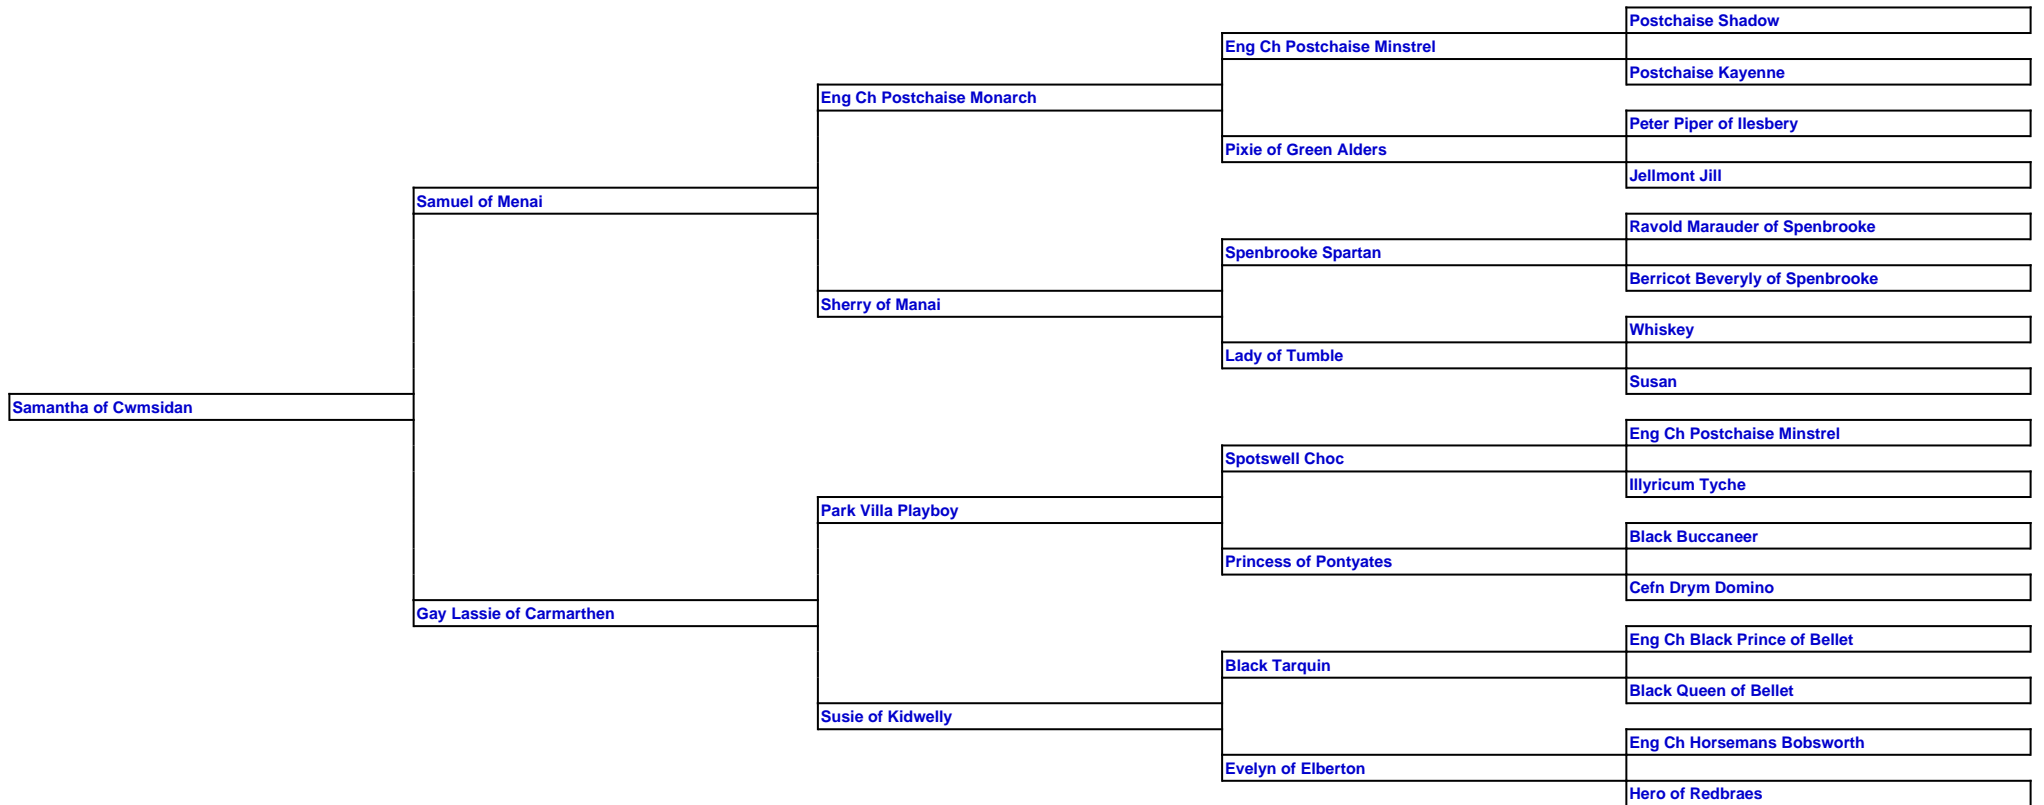 Postchaise Shadow
Eng Ch Postchaise Minstrel
Postchaise Kayenne
Eng Ch Postchaise Monarch
Peter Piper of Ilesbery
Pixie of Green Alders
Jellmont Jill
Samuel of Menai
Ravold Marauder of Spenbrooke
Spenbrooke Spartan
Berricot Beveryly of Spenbrooke
Sherry of Manai
Whiskey
Lady of Tumble
Susan
Samantha of Cwmsidan
Eng Ch Postchaise Minstrel
Spotswell Choc
Illyricum Tyche
Park Villa Playboy
Black Buccaneer
Princess of Pontyates
Cefn Drym Domino
Gay Lassie of Carmarthen
Eng Ch Black Prince of Bellet
Black Tarquin
Black Queen of Bellet
Susie of Kidwelly
Eng Ch Horsemans Bobsworth
Evelyn of Elberton
Hero of Redbraes